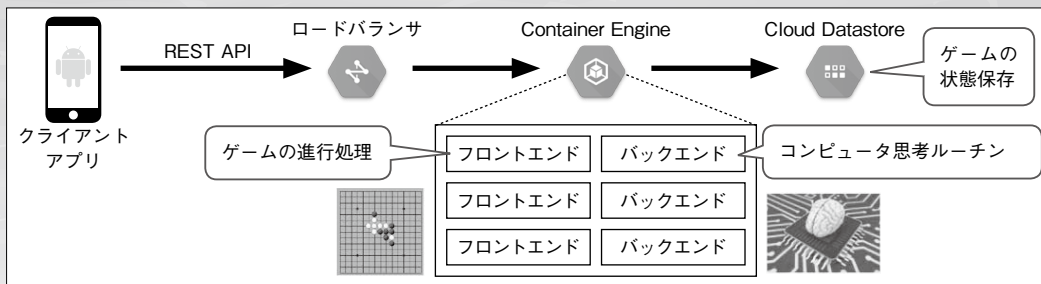 ロードバランサ
Container Engine
Cloud Datastore
REST API
ゲームの
状態保存
クライアント
アプリ
ゲームの進行処理
フロントエンド
バックエンド
コンピュータ思考ルーチン
フロントエンド
バックエンド
フロントエンド
バックエンド